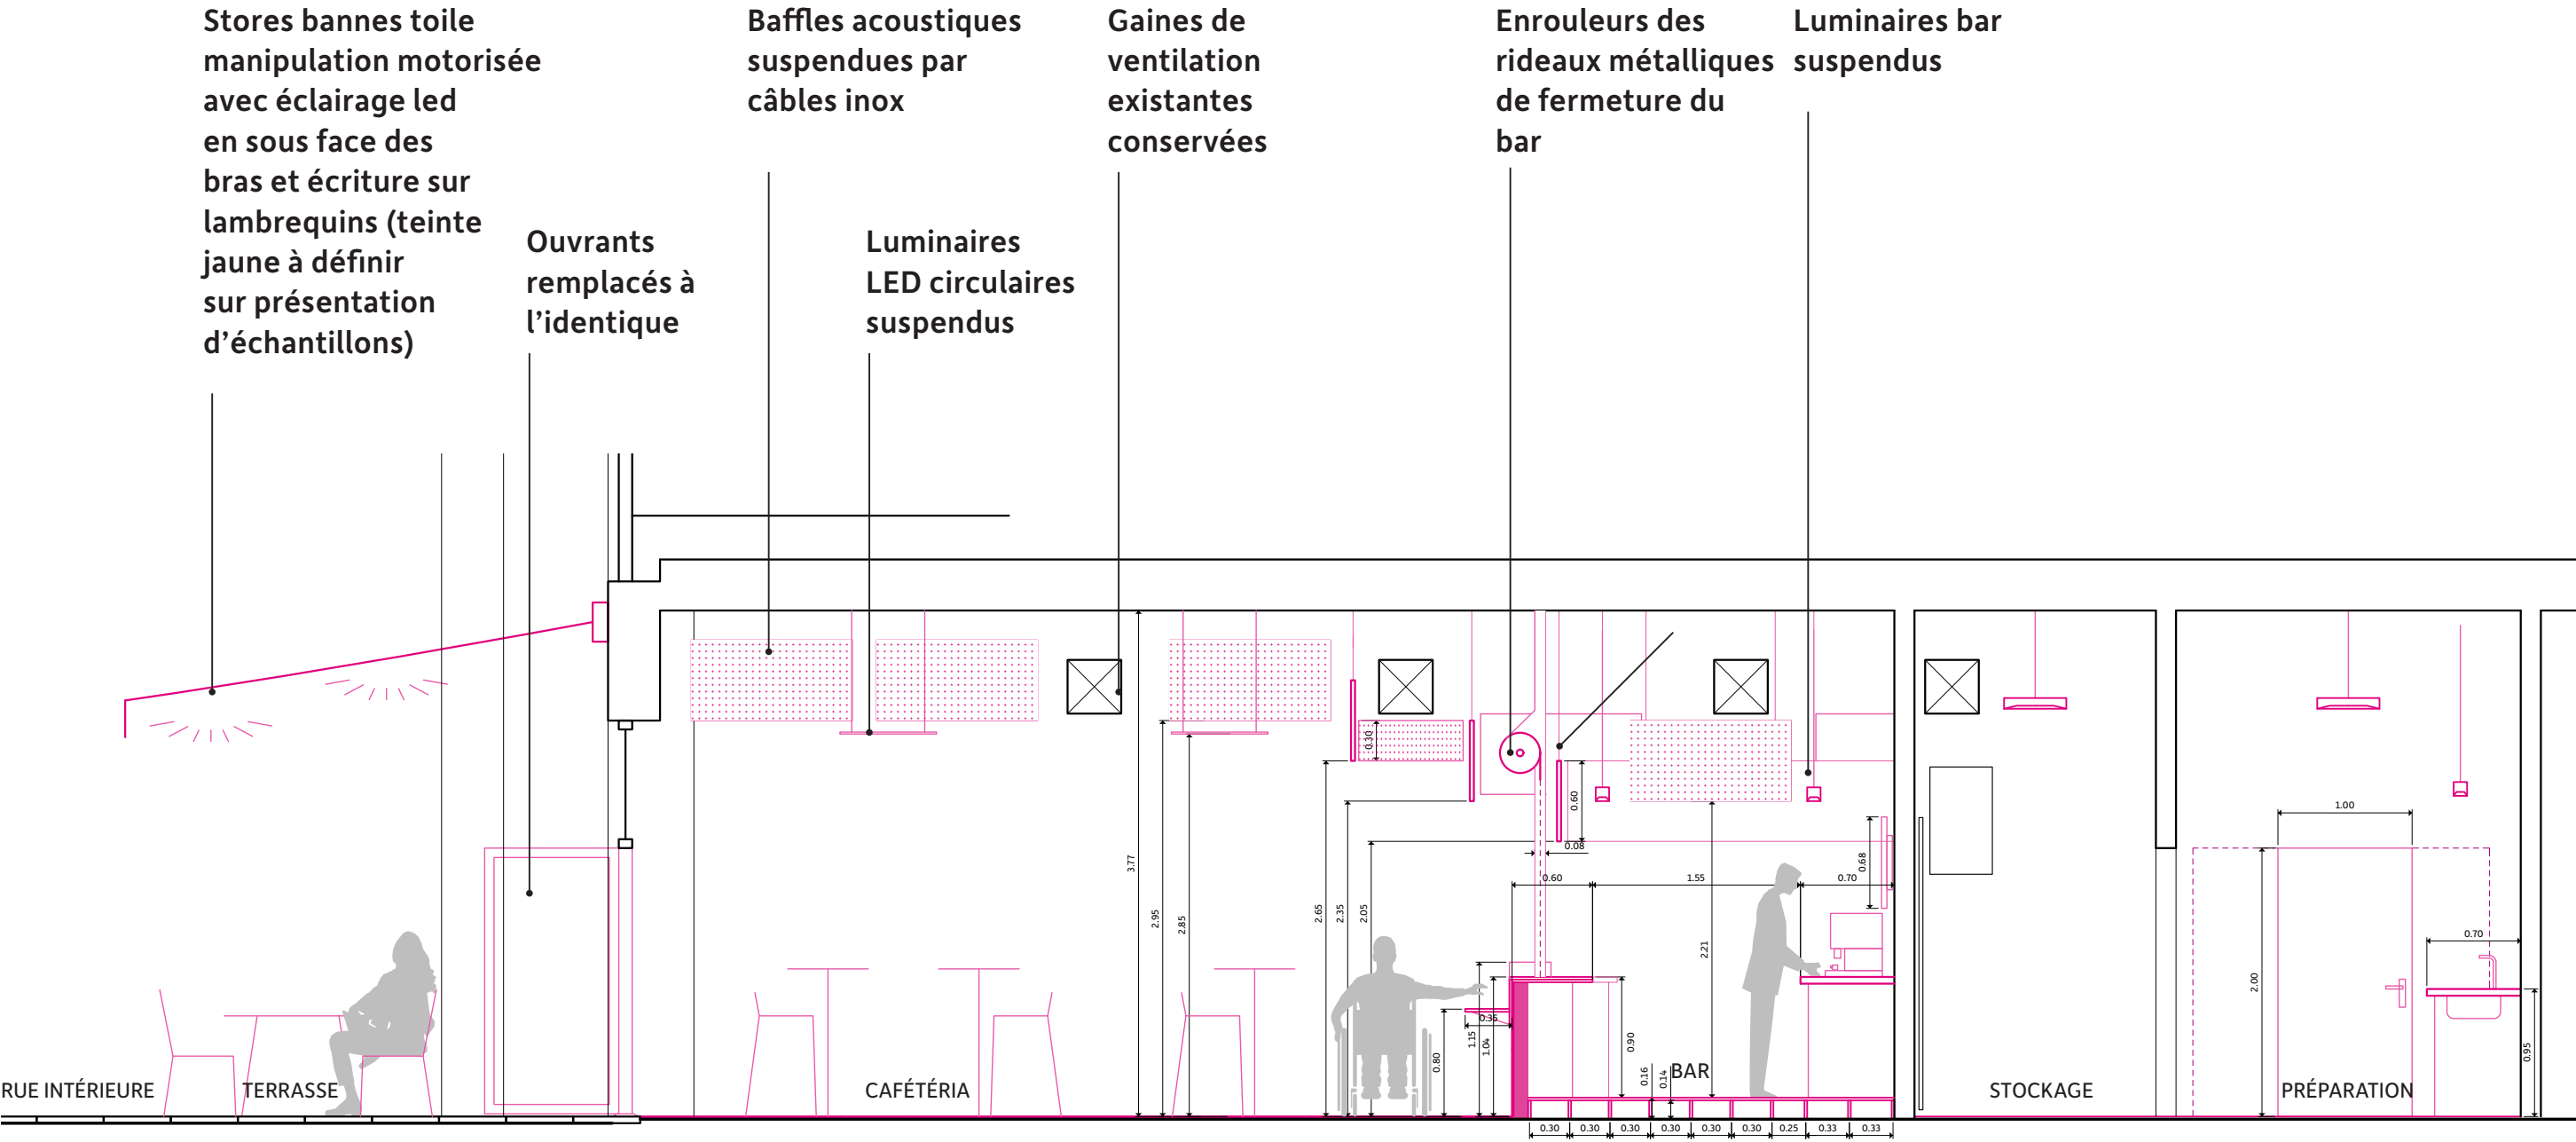 Stores bannes toile
manipulation motorisée
avec éclairage led
en sous face des
bras et écriture sur
lambrequins (teinte
jaune à définir
sur présentation
d’échantillons)
Ouvrants
remplacés à
l’identique
Baffles acoustiques
suspendues par
câbles inox
Luminaires
LED circulaires
suspendus
Gaines de
ventilation
existantes
conservées
Enrouleurs des
rideaux métalliques
de fermeture du
bar
Luminaires bar
suspendus
3.77
2.95
2.85
2.65
2.35
2.05
0.30
0.60
0.08
0.60
1.55
0.70
0.68
2.21
0.35
0.80
1.15
1.04
0.90
0.16
0.14
1.00
2.00
0.70
0.95
RUE INTÉRIEURE
TERRASSE
CAFÉTÉRIA
BAR
STOCKAGE
PRÉPARATION
0.30 0.30 0.30 0.30 0.30 0.30 0.25 0.33 0.33